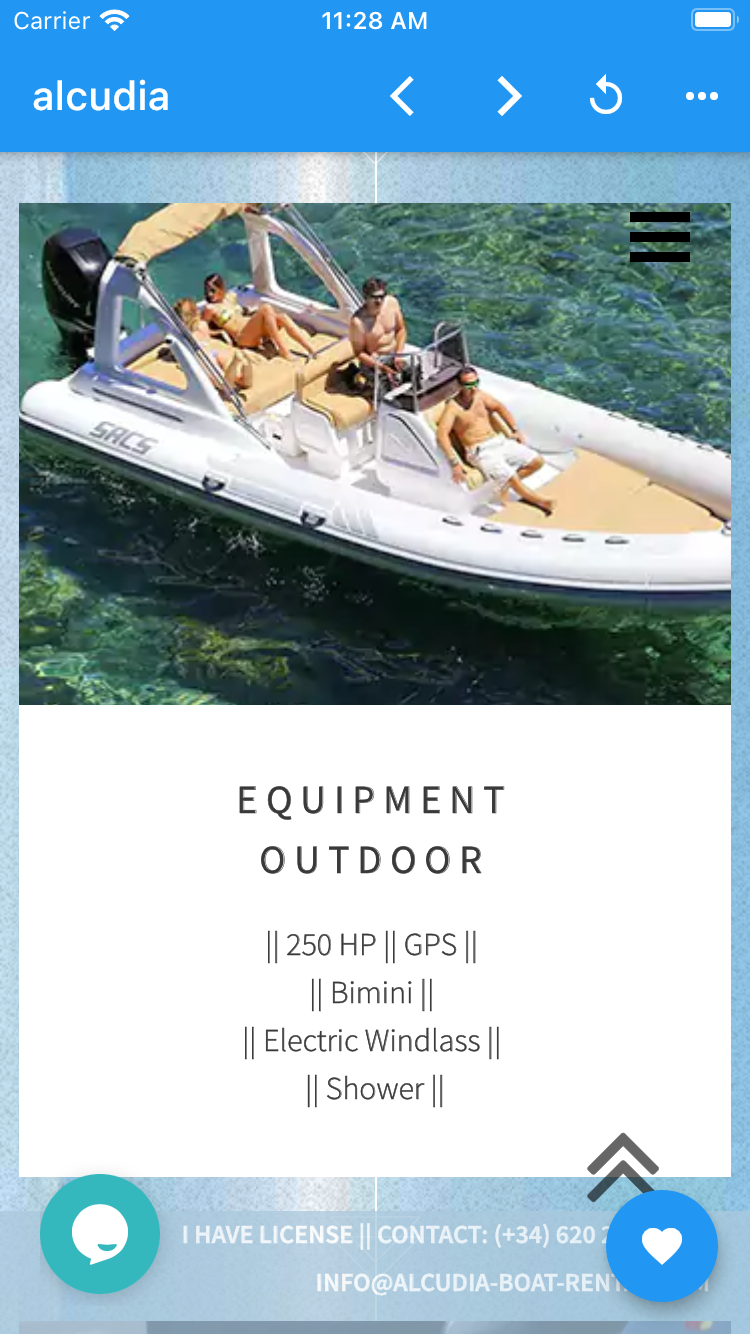 Carrier
11:28 AM
alcudia
SACS
EQUIPMENT
OUTDOOR
|| 250 HP || GPS ||
|| Bimini ||
|| Electric Windlass ||
|| Shower ||
I HAVE LICENSE || CONTACT: (+34) 620